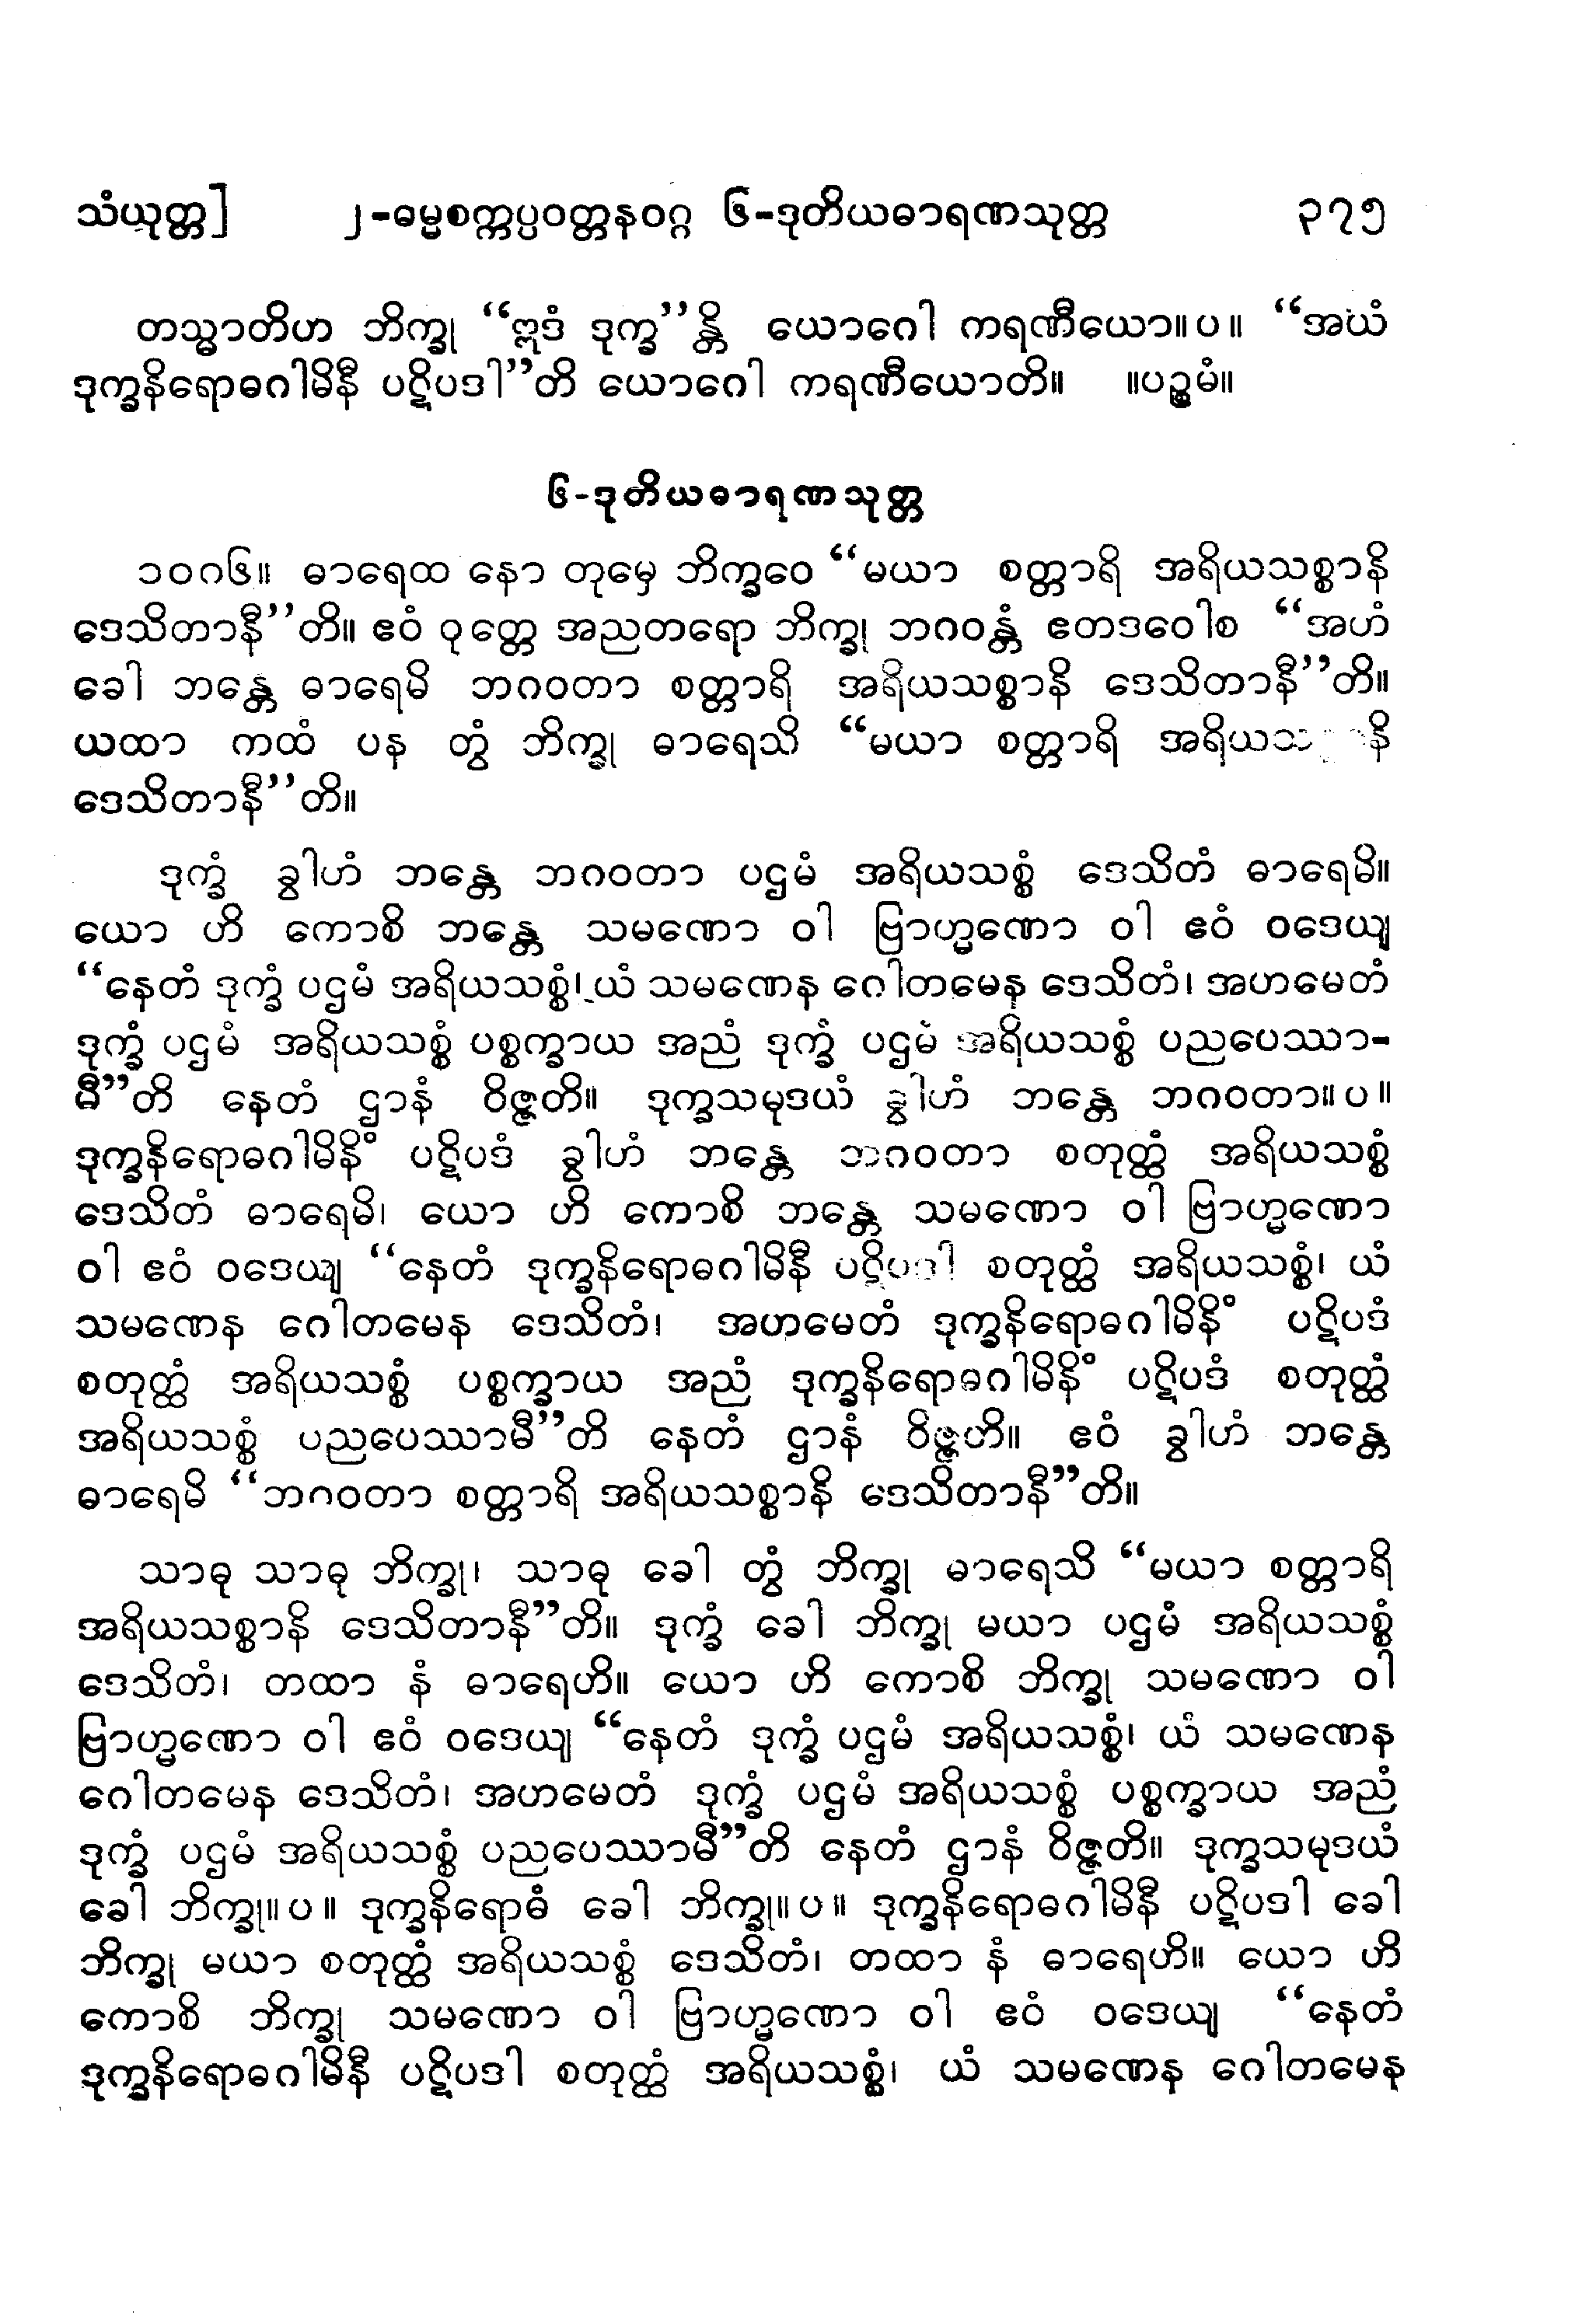 သံယုတ္တ] ၂-ဓမ္မစက္ကပ္ပဝတ္တနဝဂ္ဂ ၆-ဒုတိယဓာရဏသုတ္တ ၃၇၅
တသ္မာတိဟ ဘိက္ခု “ဣဒံ ဒုက္ခ”န္တိ ယောဂေါ ကရဏီယော။ပ။ “အယံ
ဒုက္ခနိရောဓဂါမိနီ ပဋိပဒါ”တိ ယောဂေါ ကရဏီယောတိ။ ။ပဉ္စမံ။
၆-ဒုတိယဓာရဏသုတ္တ
၁၀၈၆။ ဓာရေထ နော တုမှေ ဘိက္ခဝေ “မယာ စတ္တာရိ အရိယသစ္စာနိ
ဒေသိတာနီ”တိ။ ဧဝံ ဝုတ္တေ အညတရော ဘိက္ခု ဘဂဝန္တံ ဧတဒဝေါစ “အဟံ
ခေါ ဘန္တေ ဓာရေမိ ဘဂဝတာ စတ္တာရိ အရိယသစ္စာနိ ဒေသိတာနီ”တိ။
ယထာ ကထံ ပန တွံ ဘိက္ခု ဓာရေသိ “မယာ စတ္တာရိ
ဒေသိတာနီ”တိ။
ဒုက္ခံ ခွါဟံ ဘန္တေ ဘဂဝတာ ပဌမံ အရိယသစ္စံ ဒေသိတံ ဓာရေမိ။
ယော ဟိ ကောစိ ဘန္တေ သမဏော ဝါ ဗြာဟ္မဏော ဝါ ဧဝံ ဝဒေယျ
“နေတံ ဒုက္ခံ ပဌမံ အရိယသစ္စံ၊ ယံ သမဏေန ဂေါတမေန ဒေသိတံ၊ အဟမေတံ
ဒုက္ခံ ပဌမံ အရိယသစ္စံ ပစ္စက္ခာယ အညံ ဒုက္ခံ ပဌမံ အရိယသစ္စံ ပညပေဿာ-
မီ”တိ နေတံ ဌာနံ ဝိဇ္ဇတိ။ ဒုက္ခသမုဒယံ ခွါဟံ ဘန္တေ ဘဂဝတာ။ပ။
ဒုက္ခနိရောဓဂါမိနိံ ပဋိပဒံ ခွါဟံ ဘန္တေ ဘဂဝတာ စတုတ္ထံ အရိယသစ္စံ
ဒေသိတံ ဓာရေမိ၊ ယော ဟိ ကောစိ ဘန္တေ သမဏော ဝါ ဗြာဟ္မဏော
ဝါ ဧဝံ ဝဒေယျ “နေတံ ဒုက္ခနိရောဓဂါမိနီ ပဋိပဒါ စတုတ္ထံ အရိယသစ္စံ၊ ယံ
သမဏေန ဂေါတမေန ဒေသိတံ၊ အဟမေတံ ဒုက္ခနိရောဓဂါမိနိံ ပဋိပဒံ
စတုတ္ထံ အရိယသစ္စံ ပစ္စက္ခာယ အညံ ဒုက္ခနိရောဓဂါမိနိံ ပဋိပဒံ စတုတ္ထံ
အရိယသစ္စံ ပညပေဿာမီ”တိ နေတံ ဌာနံ ဝိဇ္ဇဟိ။ ဧဝံ ခွါဟံ ဘန္တေ
ဓာရေမိ “ဘဂဝတာ စတ္တာရိ အရိယသစ္စာနိ ဒေသိတာနီ”တိ။
သာဓု သာဓု ဘိက္ခု၊ သာဓု ခေါ တွံ ဘိက္ခု ဓာရေသိ “မယာ စတ္တာရိ
အရိယသစ္စာနိ ဒေသိတာနီ”တိ။ ဒုက္ခံ ခေါ ဘိက္ခု မယာ ပဌမံ အရိယသစ္စံ
ဒေသိတံ၊ တထာ နံ ဓာရေဟိ။ ယော ဟိ ကောစိ ဘိက္ခု သမဏော ဝါ
ဗြာဟ္မဏော ဝါ ဧဝံ ဝဒေယျ “နေတံ ဒုက္ခံ ပဌမံ အရိယသစ္စံ၊ ယံ သမဏေန
ဂေါတမေန ဒေသိတံ၊ အဟမေတံ ဒုက္ခံ ပဌမံ အရိယသစ္စံ ပစ္စက္ခာယ အညံ
ဒုက္ခံ ပဌမံ အရိယသစ္စံ ပညပေဿာမီ”တိ နေတံ ဌာနံ ဝိဇ္ဇတိ။ ဒုက္ခသမုဒယံ
ခေါ ဘိက္ခု။ပ။ ဒုက္ခနိရောဓံ ခေါ ဘိက္ခု။ပ။ ဒုက္ခနိရောဓဂါမိနီ ပဋိပဒါ ခေါ
ဘိက္ခု မယာ စတုတ္ထံ အရိယသစ္စံ ဒေသိတံ၊ တထာ နံ ဓာရေဟိ။ ယော ဟိ
ကောစိ ဘိက္ခု သမဏော ဝါ ဗြာဟ္မဏော ဝါ ဧဝံ ဝဒေယျ “နေတံ
ဒုက္ခနိရောဓဂါမိနီ ပဋိပဒါ စတုတ္ထံ အရိယသစ္စံ၊ ယံ သမဏေန ဂေါတမေန